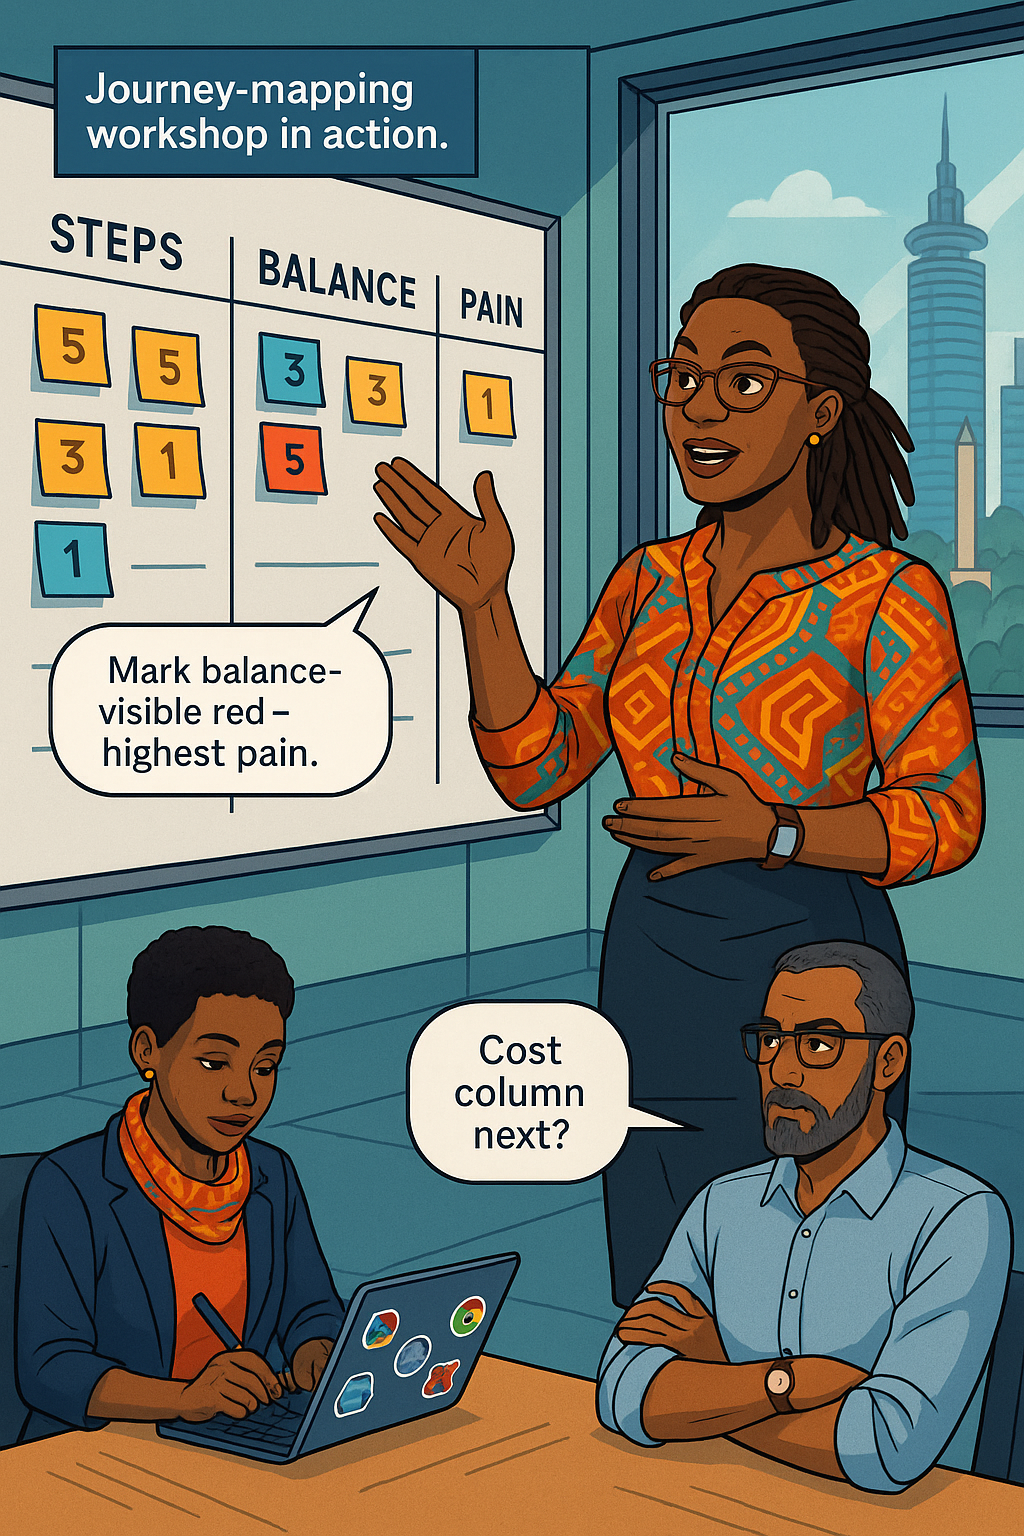 Journey-mapping
workshop in action.
STEPS BALANCE PAIN
5 5 3 3 1
3 1 5
1
Mark balance-
visible red –
highest pain.
Cost
column
next?